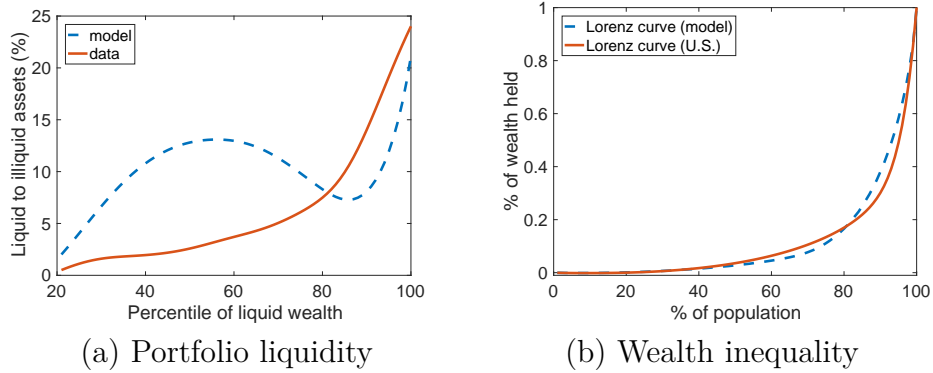 Liquid to illiquid assets (%)
25
20
15
10
5
0
model
data
20
40
60
80
100
Percentile of liquid wealth
(a) Portfolio liquidity
% of wealth held
1
0.8
0.6
0.4
0.2
0
Lorenz curve (model)
Lorenz curve (U.S.)
0
20
40
60
80
100
% of population
(b) Wealth inequality